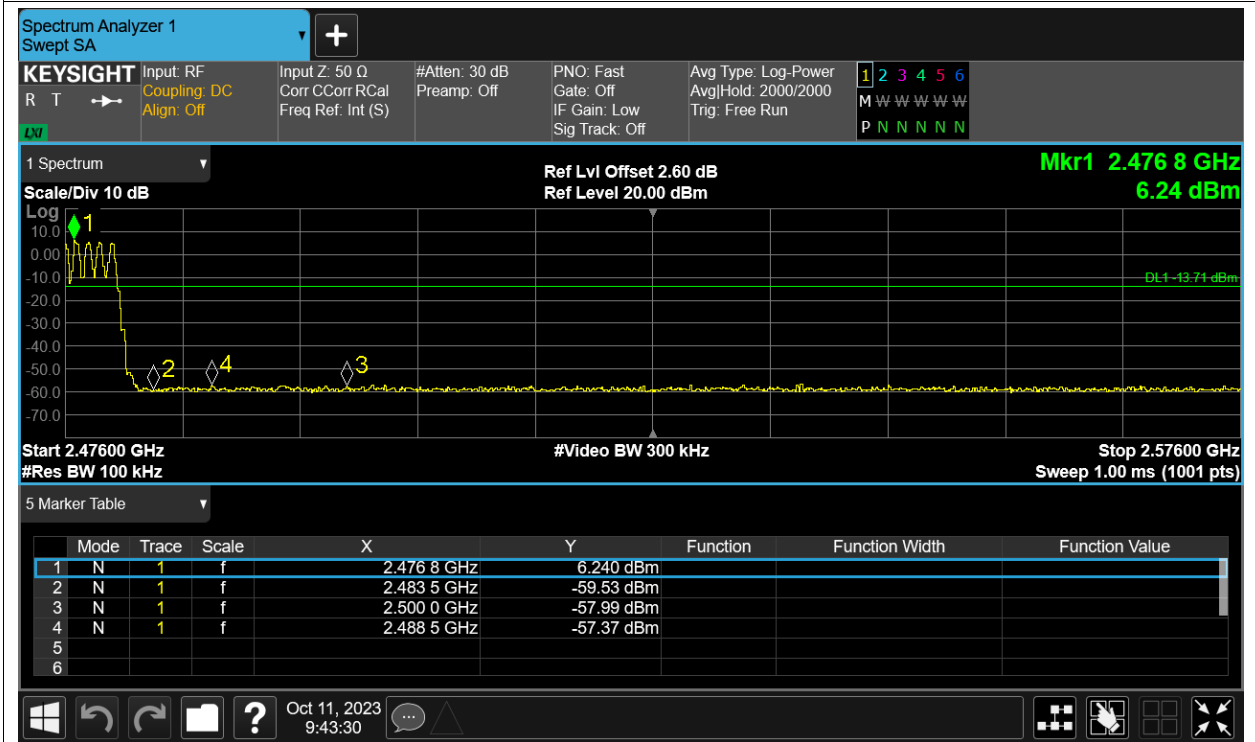 Spectrum Analyzer 1
Swept SA
+
KEYSIGHT Input: RF Input Z: 50 Ω #Atten: 30 dB PNO: Fast Avg Type: Log-Power 1 2 3 4 5 6
R T Coupling: DC Corr CCorr RCal Preamp: Off Gate: Off Avg|Hold: 2000/2000 M W W W W W
Align: Off Freq Ref: Int (S) IF Gain: Low Trig: Free Run
LXI Sig Track: Off P N N N N N
1 Spectrum Ref Lvl Offset 2.60 dB Mkr1 2.476 8 GHz
Scale/Div 10 dB Ref Level 20.00 dBm 6.24 dBm
Log
1
10.0
0.00
-10.0
DL1 -13.71 dBm
-20.0
-30.0
-40.0
-50.0
2 4 3
-60.0
-70.0
Start 2.47600 GHz #Video BW 300 kHz Stop 2.57600 GHz
#Res BW 100 kHz Sweep 1.00 ms (1001 pts)
5 Marker Table
Mode Trace Scale X Y Function Function Width Function Value
1 N 1 f 2.476 8 GHz 6.240 dBm
2 N 1 f 2.483 5 GHz -59.53 dBm
3 N 1 f 2.500 0 GHz -57.99 dBm
4 N 1 f 2.488 5 GHz -57.37 dBm
5
6
? Oct 11, 2023
9:43:30